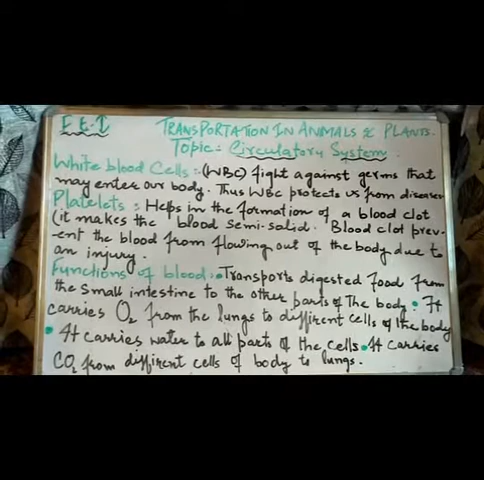 E E-I TRANSPORTATION IN ANIMALS & PLANTS.
Topic: Circulatory System.
White blood Cells :- (WBC) fight against germs that
may enter our body. Thus WBC protects us from diseases
Platelets : Helps in the formation of a blood clot
(it makes the blood semi-solid. Blood clot prev-
-ent the blood from flowing out of the body due to
an injury.
Functions of blood: • Transports digested food from
the small intestine to the other parts of the body. • It
carries O₂ from the lungs to diffirent cells of the body
• It carries water to all parts of the cells. • It carries
CO₂ from diffirent cells of body to lungs.